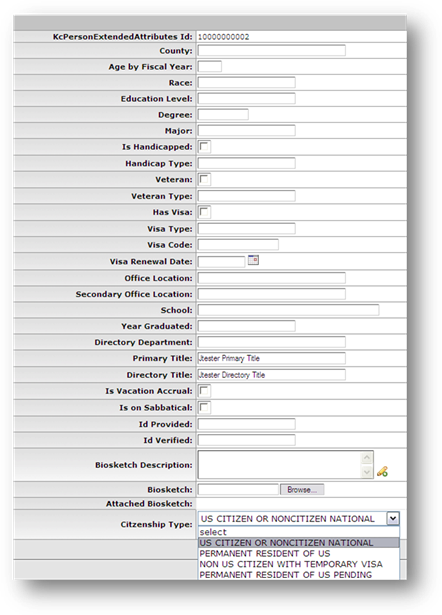 KcPersonExtendedAttributes Id: 10000000002
County:
Age by Fiscal Year:
Race:
Education Level:
Degree:
Major:
Is Handicapped:
Handicap Type:
Veteran:
Veteran Type:
Has Visa:
Visa Type:
Visa Code:
Visa Renewal Date:
Office Location:
Secondary Office Location:
School:
Year Graduated:
Directory Department:
Primary Title: Jtester Primary Title
Directory Title: Jtester Directory Title
Is Vacation Accrual:
Is on Sabbatical:
Id Provided:
Id Verified:
Biosketch Description:
Biosketch: Browse...
Attached Biosketch:
Citzenship Type: US CITIZEN OR NONCITIZEN NATIONAL
select
US CITIZEN OR NONCITIZEN NATIONAL
PERMANENT RESIDENT OF US
NON US CITIZEN WITH TEMPORARY VISA
PERMANENT RESIDENT OF US PENDING